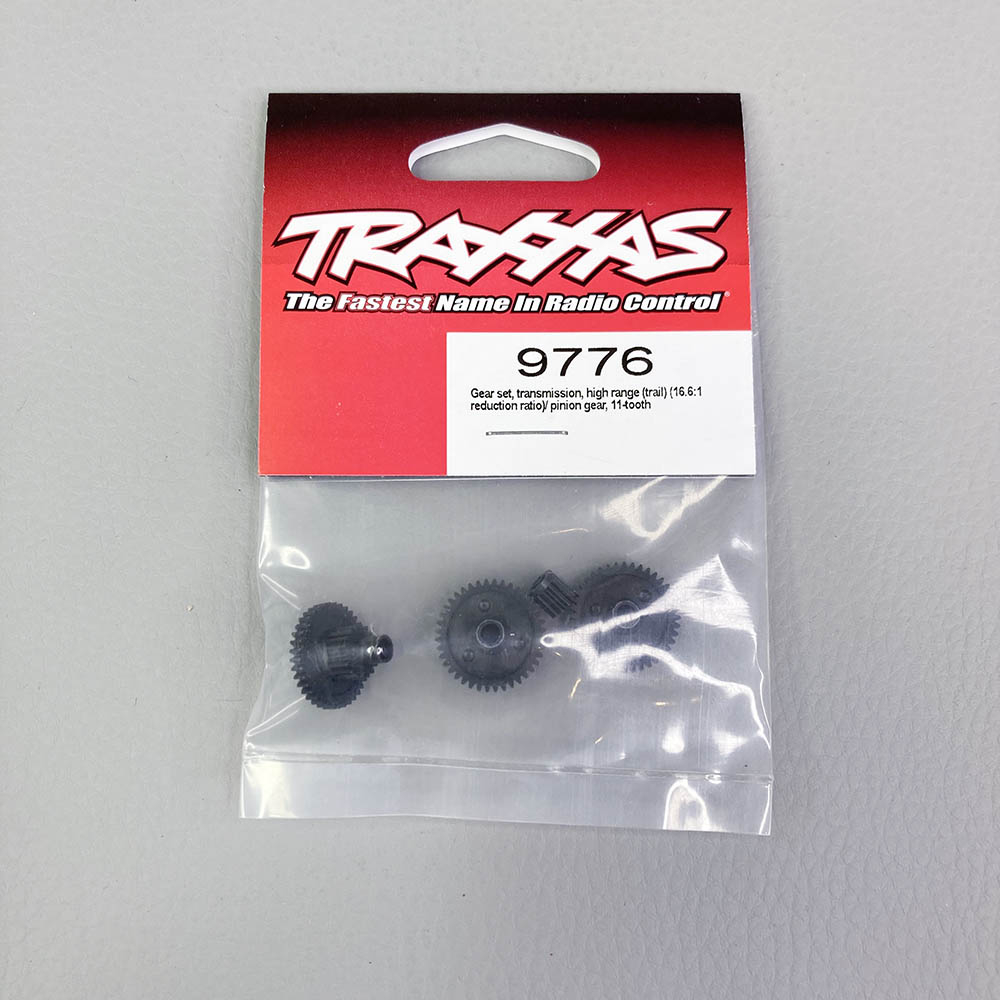 TRAXXAS
The Fastest Name In Radio Control®
9776
Gear set, transmission, high range (trail) (16.6:1
reduction ratio)/ pinion gear, 11-tooth